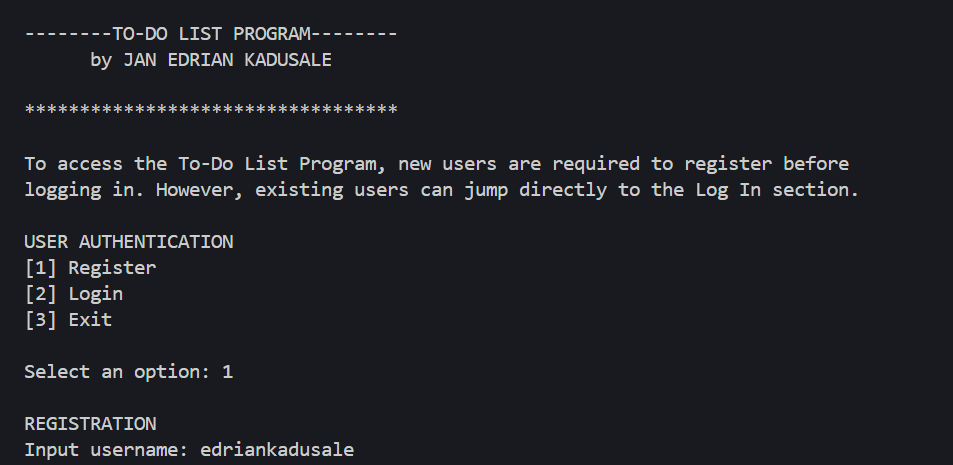 --------TO-DO LIST PROGRAM--------
by JAN EDRIAN KADUSALE
**********************************
To access the To-Do List Program, new users are required to register before
logging in. However, existing users can jump directly to the Log In section.
USER AUTHENTICATION
[1] Register
[2] Login
[3] Exit
Select an option: 1
REGISTRATION
Input username: edriankadusale